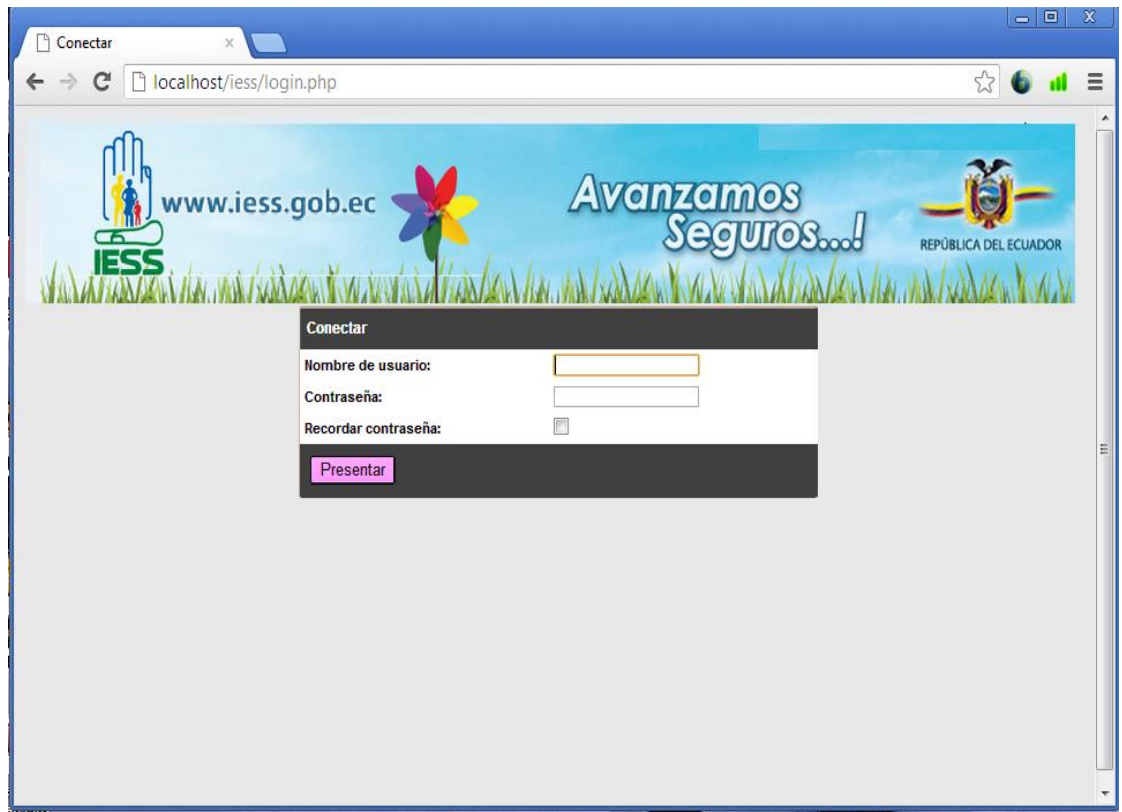 Conectar
localhost/iess/login.php
www.iess.gob.ec
IESS
Avanzamos
Seguros...!
REPÚBLICA DEL ECUADOR
Conectar
Nombre de usuario:
Contraseña:
Recordar contraseña:
Presentar